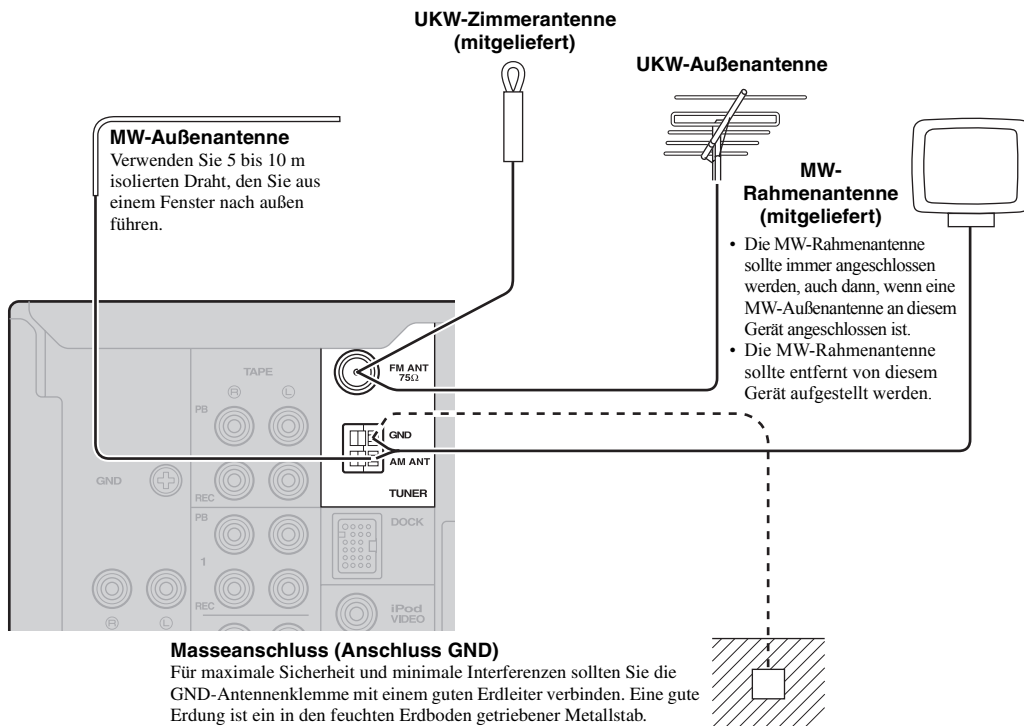 UKW-Zimmerantenne
(mitgeliefert)
UKW-Außenantenne
MW-Außenantenne
Verwenden Sie 5 bis 10 m
isolierten Draht, den Sie aus
einem Fenster nach außen
führen.
MW-
Rahmenantenne
(mitgeliefert)
• Die MW-Rahmenantenne
sollte immer angeschlossen
werden, auch dann, wenn eine
MW-Außenantenne an diesem
Gerät angeschlossen ist.
• Die MW-Rahmenantenne
sollte entfernt von diesem
Gerät aufgestellt werden.
FM ANT
75Ω
TAPE
R L
PB
GND
AM ANT
GND
REC
TUNER
PB
DOCK
1
REC
iPod
VIDEO
R L
Masseanschluss (Anschluss GND)
Für maximale Sicherheit und minimale Interferenzen sollten Sie die
GND-Antennenklemme mit einem guten Erdleiter verbinden. Eine gute
Erdung ist ein in den feuchten Erdboden getriebener Metallstab.